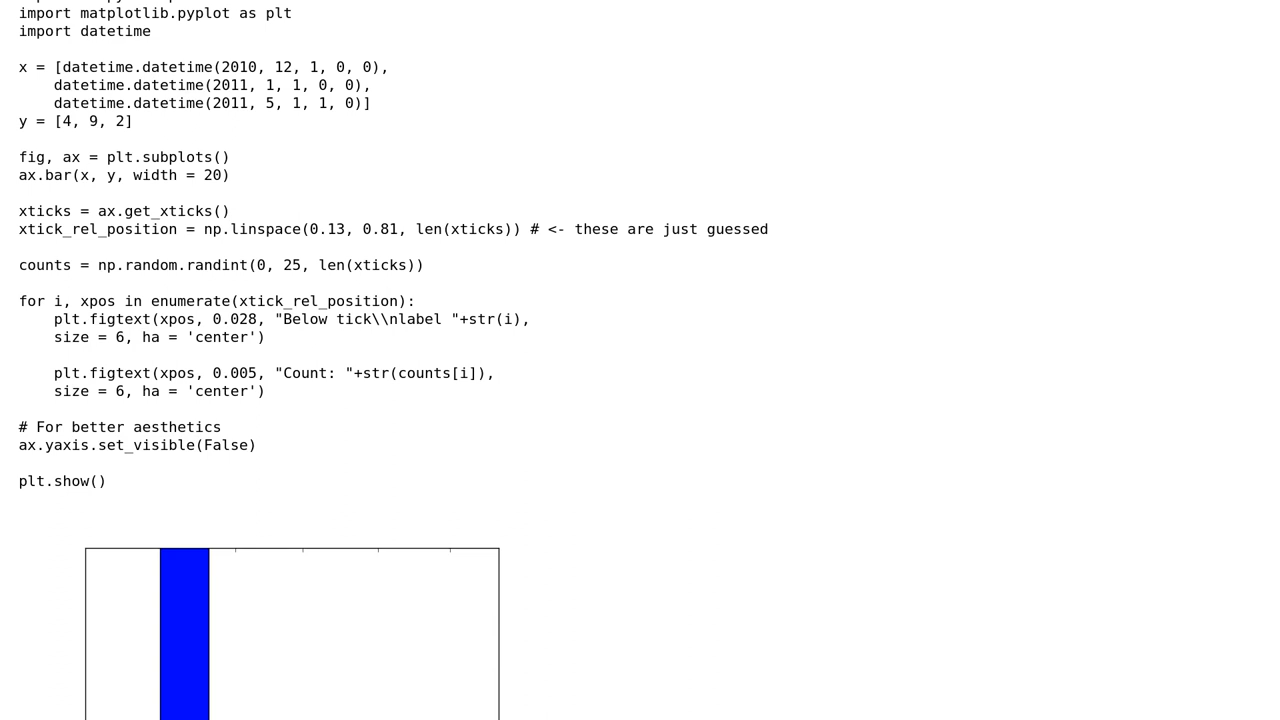 import matplotlib.pyplot as plt
import datetime
x = [datetime.datetime(2010, 12, 1, 0, 0),
    datetime.datetime(2011, 1, 1, 0, 0),
    datetime.datetime(2011, 5, 1, 1, 0)]
y = [4, 9, 2]
fig, ax = plt.subplots()
ax.bar(x, y, width = 20)
xticks = ax.get_xticks()
xtick_rel_position = np.linspace(0.13, 0.81, len(xticks)) # <- these are just guessed
counts = np.random.randint(0, 25, len(xticks))
for i, xpos in enumerate(xtick_rel_position):
    plt.figtext(xpos, 0.028, "Below tick\\nlabel "+str(i),
    size = 6, ha = 'center')
    plt.figtext(xpos, 0.005, "Count: "+str(counts[i]),
    size = 6, ha = 'center')
# For better aesthetics
ax.yaxis.set_visible(False)
plt.show()